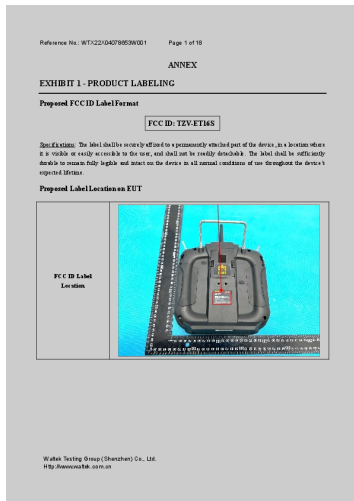 Reference No.: WTX22X04078653W001 Page 1 of 18
ANNEX
EXHIBIT 1 - PRODUCT LABELING
Proposed FCC ID Label Format
FCC ID: TZV-ET16S
Specifications: The label shall be securely affixed to a permanently attached part of the device, in a location where
it is visible or easily accessible to the user, and shall not be readily detachable. The label shall be sufficiently
durable to remain fully legible and intact on the device in all normal conditions of use throughout the device's
expected lifetime.
Proposed Label Location on EUT
FCC ID Label
Location
Waltek Testing Group (Shenzhen) Co., Ltd.
Http://www.waltek.com.cn